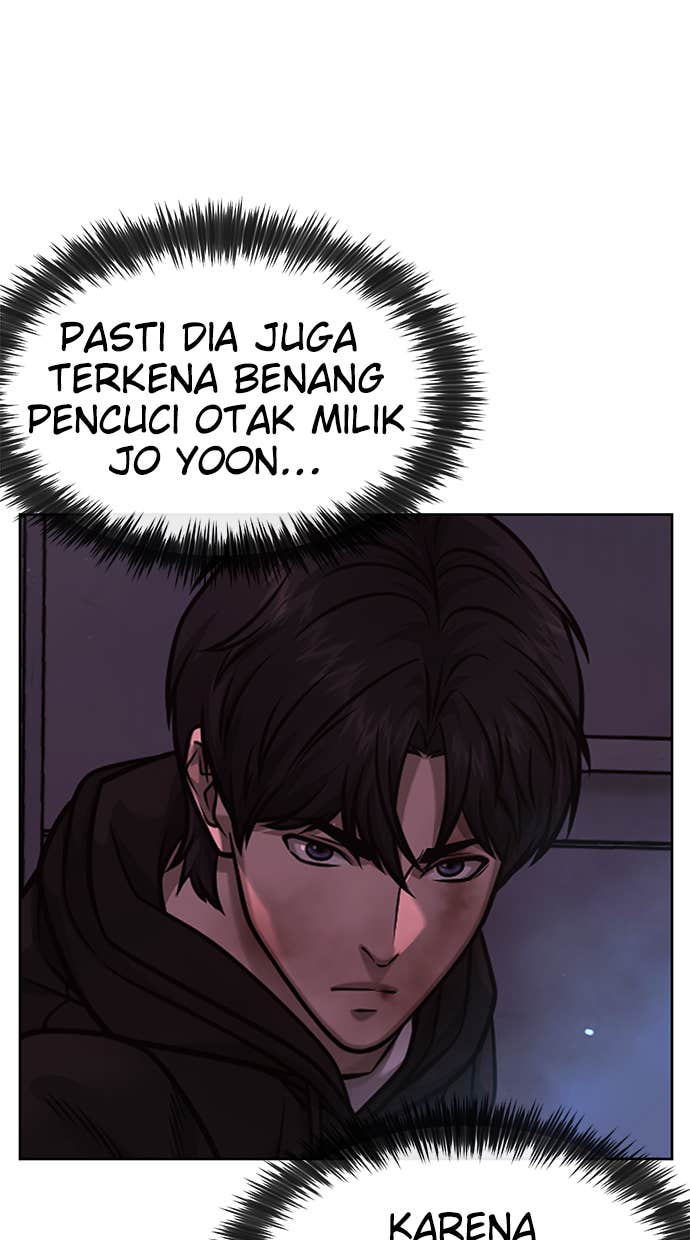 PASTI DIA JUGA
TERKENA BENANG
PENCUCI OTAK MILIK
JO YOON...
KARENA